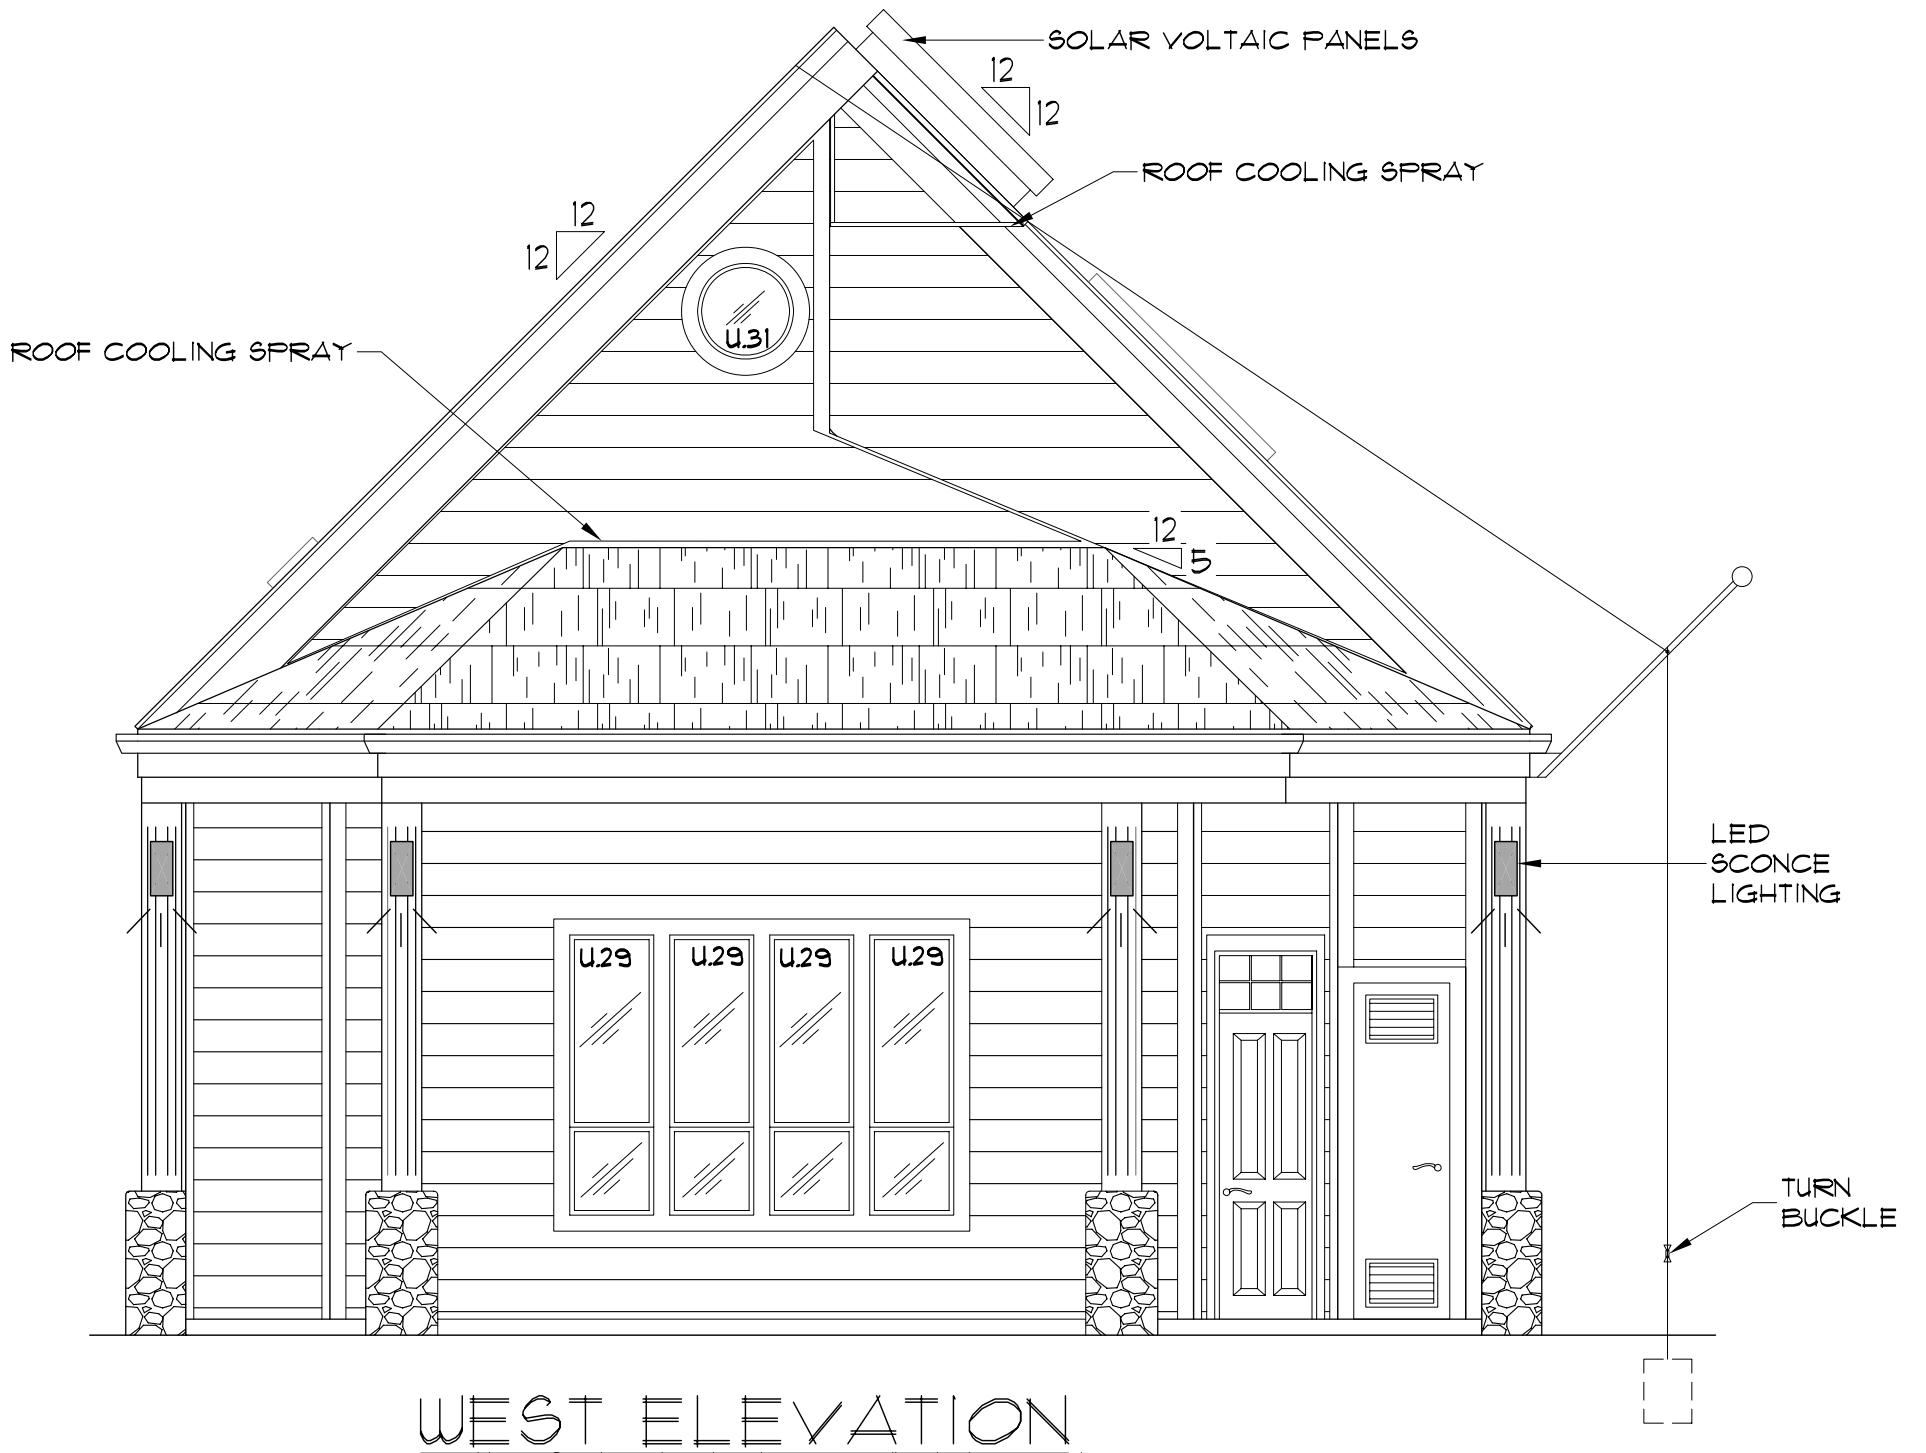 SOLAR VOLTAIC PANELS
12
12
ROOF COOLING SPRAY
12
12
U.31
ROOF COOLING SPRAY
12
5
LED
SCONCE
LIGHTING
U.29 U.29 U.29 U.29
TURN
BUCKLE
WEST ELEVATION